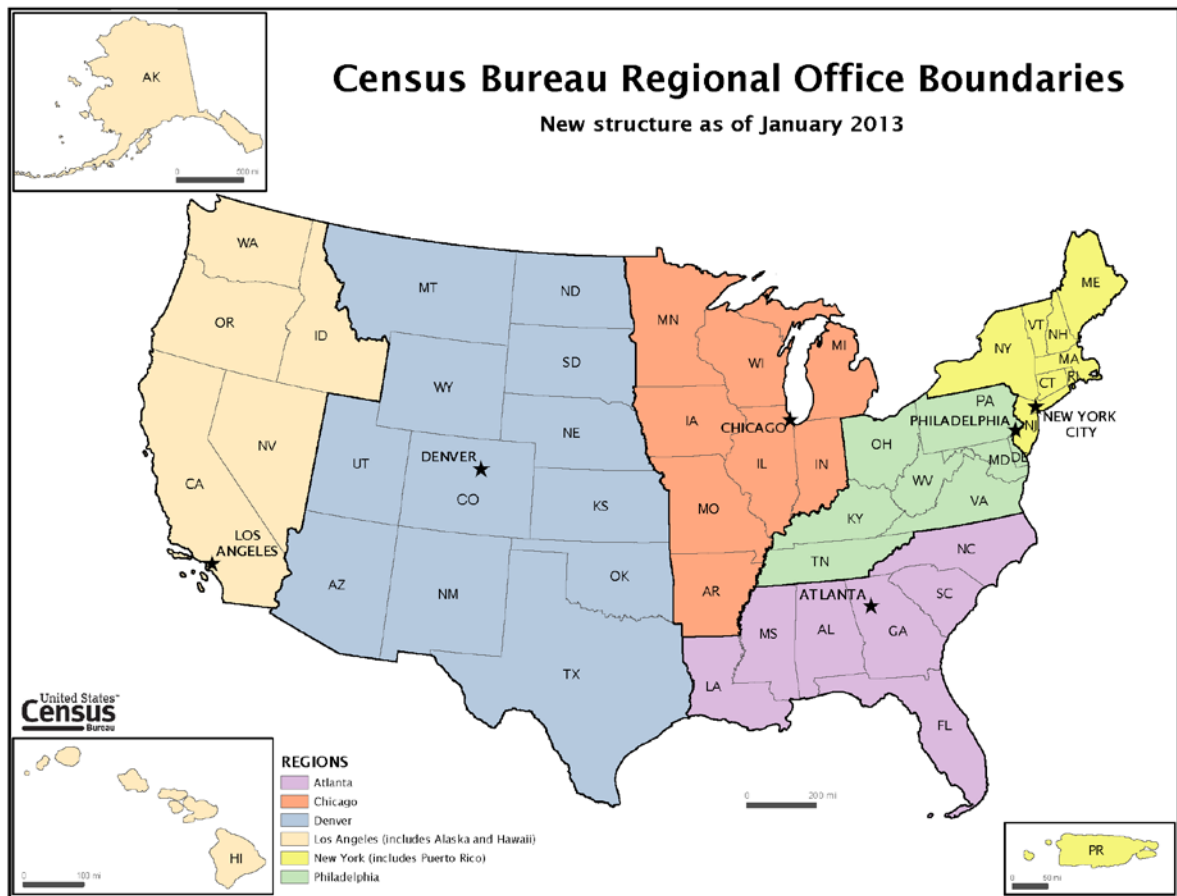 Census Bureau Regional Office Boundaries
New structure as of January 2013
AK
0 500 mi
WA
MT
ND
MN
ME
OR
ID
SD
WI
MI
NY
VT
NH
MA
RI
CT
WY
NE
IA
PA
NEW YORK
CITY
NV
UT
DENVER
CO
CHICAGO
IL
IN
OH
PHILADELPHIA
NJ
MD
DE
CA
KS
MO
WV
VA
KY
LOS
ANGELES
AZ
NM
OK
AR
TN
NC
SC
ATLANTA
MS
AL
GA
TX
LA
FL
United States™
Census
Bureau
HI
0 100 mi
REGIONS
Atlanta
Chicago
Denver
Los Angeles (includes Alaska and Hawaii)
New York (includes Puerto Rico)
Philadelphia
0 200 mi
PR
0 50 mi